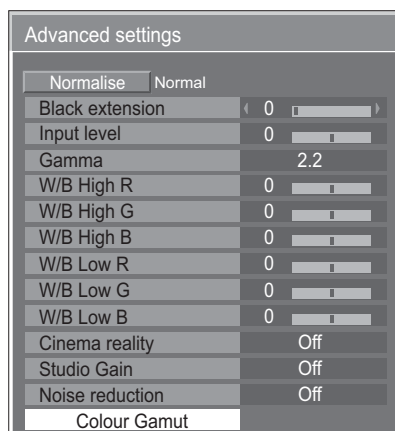 Advanced settings
Normalise Normal
Black extension 0
Input level 0
Gamma 2.2
W/B High R 0
W/B High G 0
W/B High B 0
W/B Low R 0
W/B Low G 0
W/B Low B 0
Cinema reality Off
Studio Gain Off
Noise reduction Off
Colour Gamut